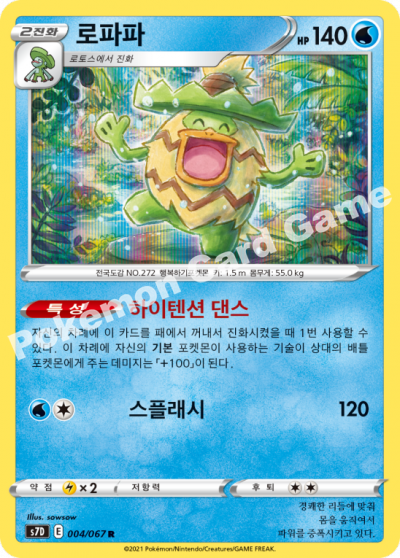 2진화
로파파
HP 140
로토스에서 진화
전국도감 NO.272 행복하기포켓몬 키: 1.5 m 몸무게: 55.0 kg
특성
하이텐션 댄스
자신의 차례에 이 카드를 패에서 꺼내서 진화시켰을 때 1번 사용할 수
있다. 이 차례에 자신의 기본 포켓몬이 사용하는 기술이 상대의 배틀
포켓몬에게 주는 데미지는 「+100」이 된다.
스플래시 120
약점 ×2 저항력 후퇴
Illus. sowsow
s7D E 004/067 R
경쾌한 리듬에 맞춰
몸을 움직여서
파워를 증폭시키고 있다.
©2021 Pokémon/Nintendo/Creatures/GAME FREAK.
Pokemon Card Game